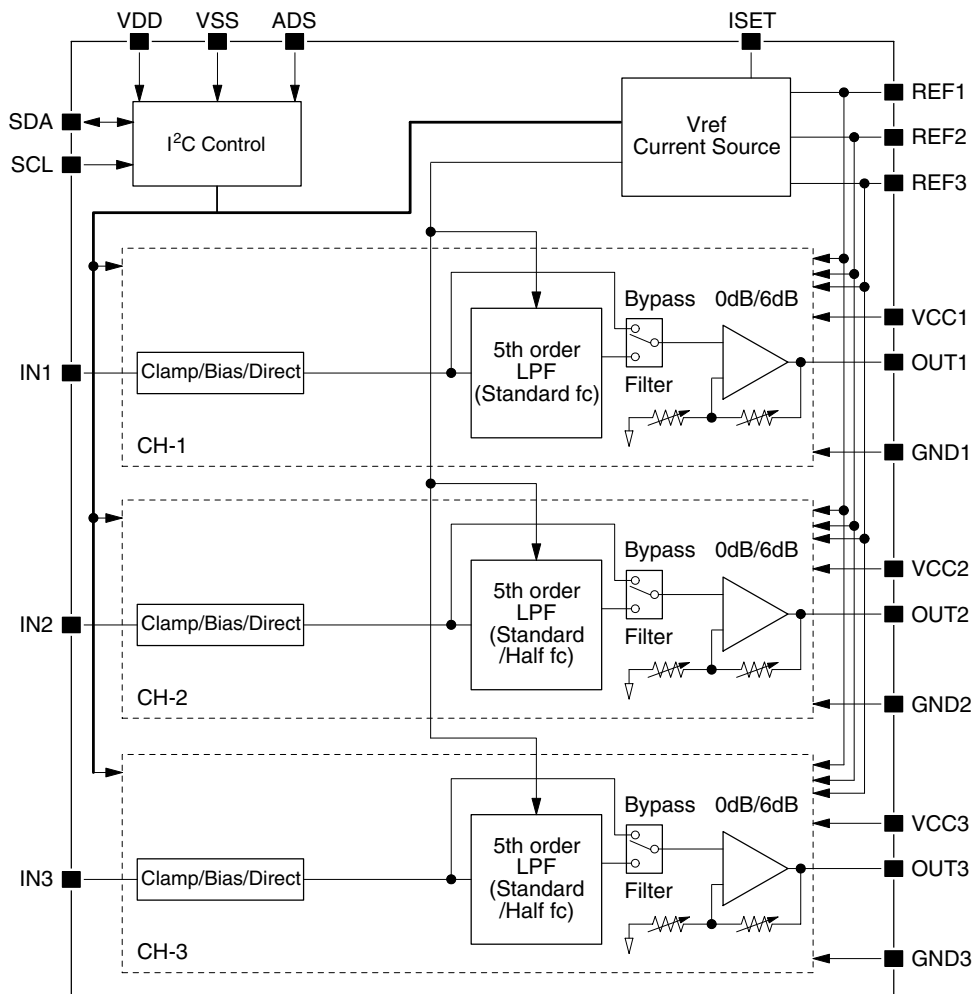 VDD VSS ADS ISET
SDA
SCL
I²C Control
Vref
Current Source
REF1
REF2
REF3
Bypass 0dB/6dB
VCC1
IN1
Clamp/Bias/Direct
5th order
LPF
(Standard fc)
Filter
OUT1
CH-1
GND1
Bypass 0dB/6dB
VCC2
IN2
Clamp/Bias/Direct
5th order
LPF
(Standard
/Half fc)
Filter
OUT2
CH-2
GND2
Bypass 0dB/6dB
VCC3
IN3
Clamp/Bias/Direct
5th order
LPF
(Standard
/Half fc)
Filter
OUT3
CH-3
GND3